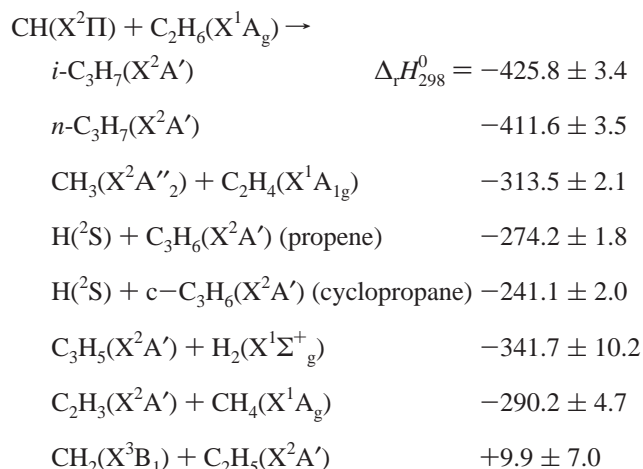 CH(X²Π) + C₂H₆(X¹A_g) →
i-C₃H₇(X²A′) Δ_rH⁰₂₉₈ = −425.8 ± 3.4
n-C₃H₇(X²A′) −411.6 ± 3.5
CH₃(X²A″₂) + C₂H₄(X¹A₁g) −313.5 ± 2.1
H(²S) + C₃H₆(X²A′) (propene) −274.2 ± 1.8
H(²S) + c−C₃H₆(X²A′) (cyclopropane) −241.1 ± 2.0
C₃H₅(X²A′) + H₂(X¹Σ⁺_g) −341.7 ± 10.2
C₂H₃(X²A′) + CH₄(X¹A_g) −290.2 ± 4.7
CH₂(X³B₁) + C₂H₅(X²A′) +9.9 ± 7.0